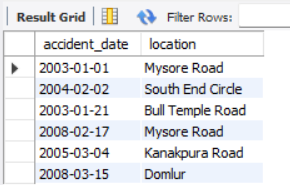 Result Grid Filter Rows:
accident_date location
2003-01-01 Mysore Road
2004-02-02 South End Circle
2003-01-21 Bull Temple Road
2008-02-17 Mysore Road
2005-03-04 Kanakpura Road
2008-03-15 Domlur